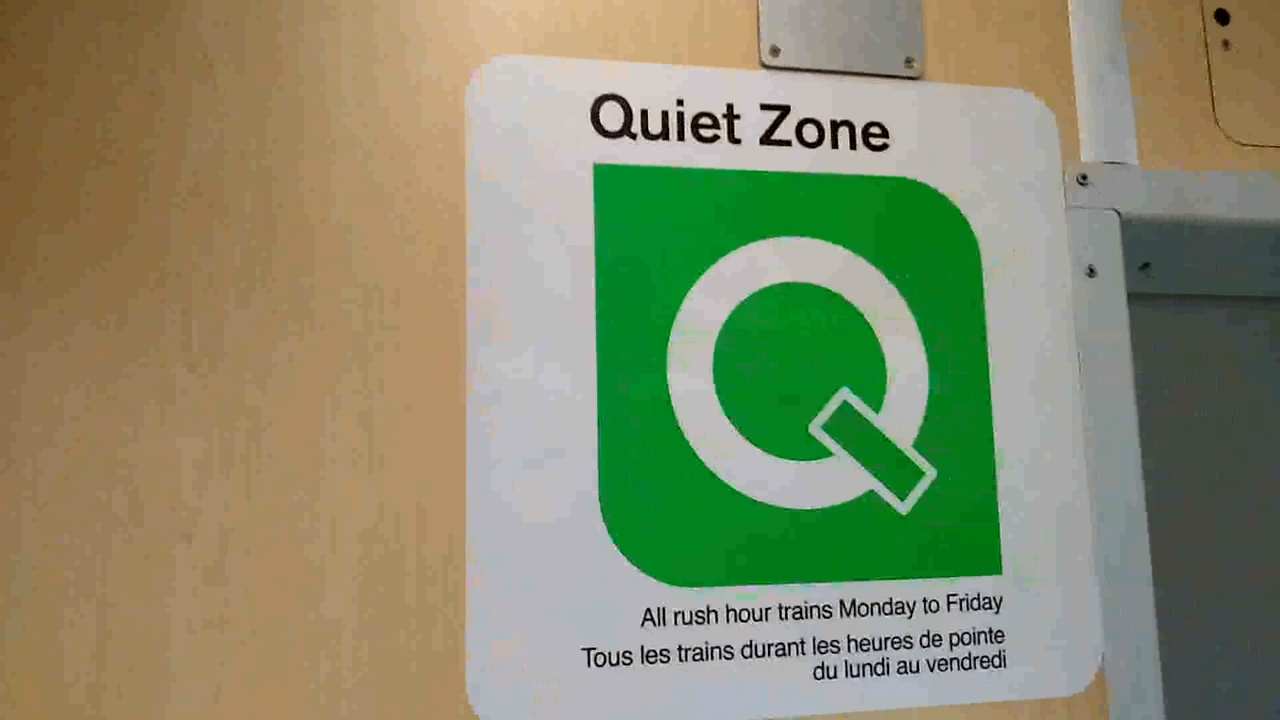 Quiet Zone
Q
All rush hour trains Monday to Friday
Tous les trains durant les heures de pointe
du lundi au vendredi